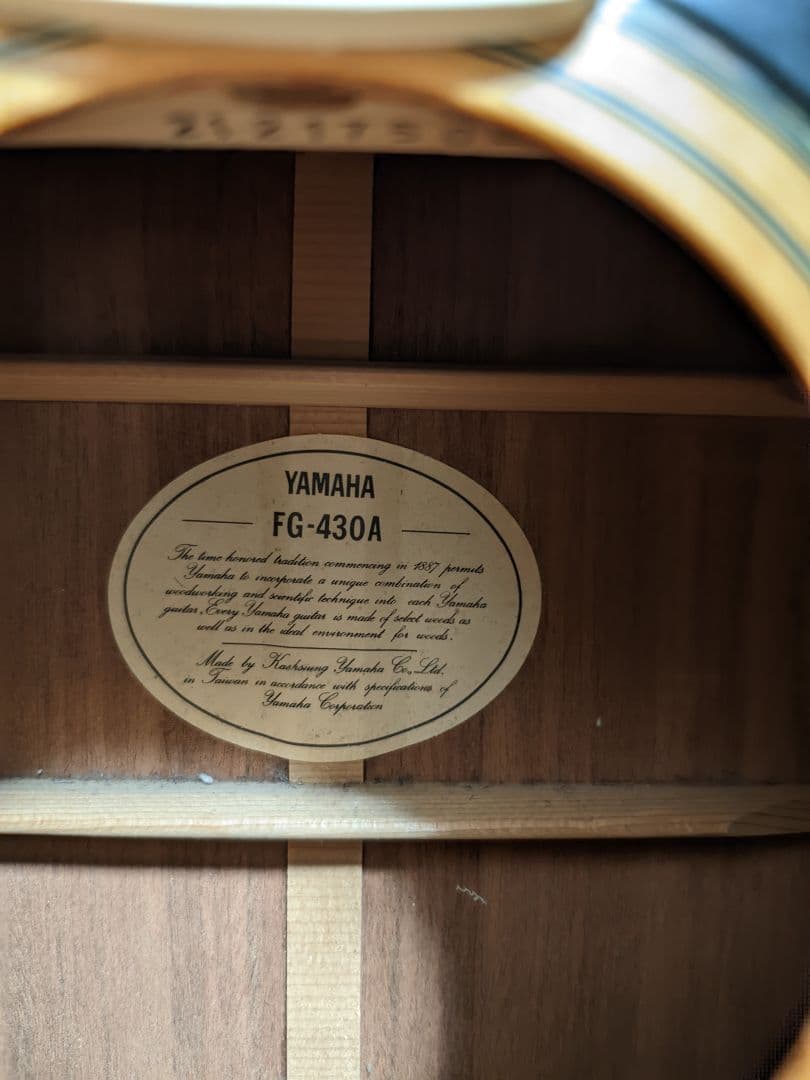 YAMAHA
FG-430A
The time honored tradition commencing in 1887 permits
Yamaha to incorporate a unique combination of
woodworking and scientific technique into each Yamaha
guitar. Every Yamaha guitar is made of select woods as
well as in the ideal environment for woods.
Made by Kaohsiung Yamaha Co., Ltd.
in Taiwan in accordance with specifications of
Yamaha Corporation